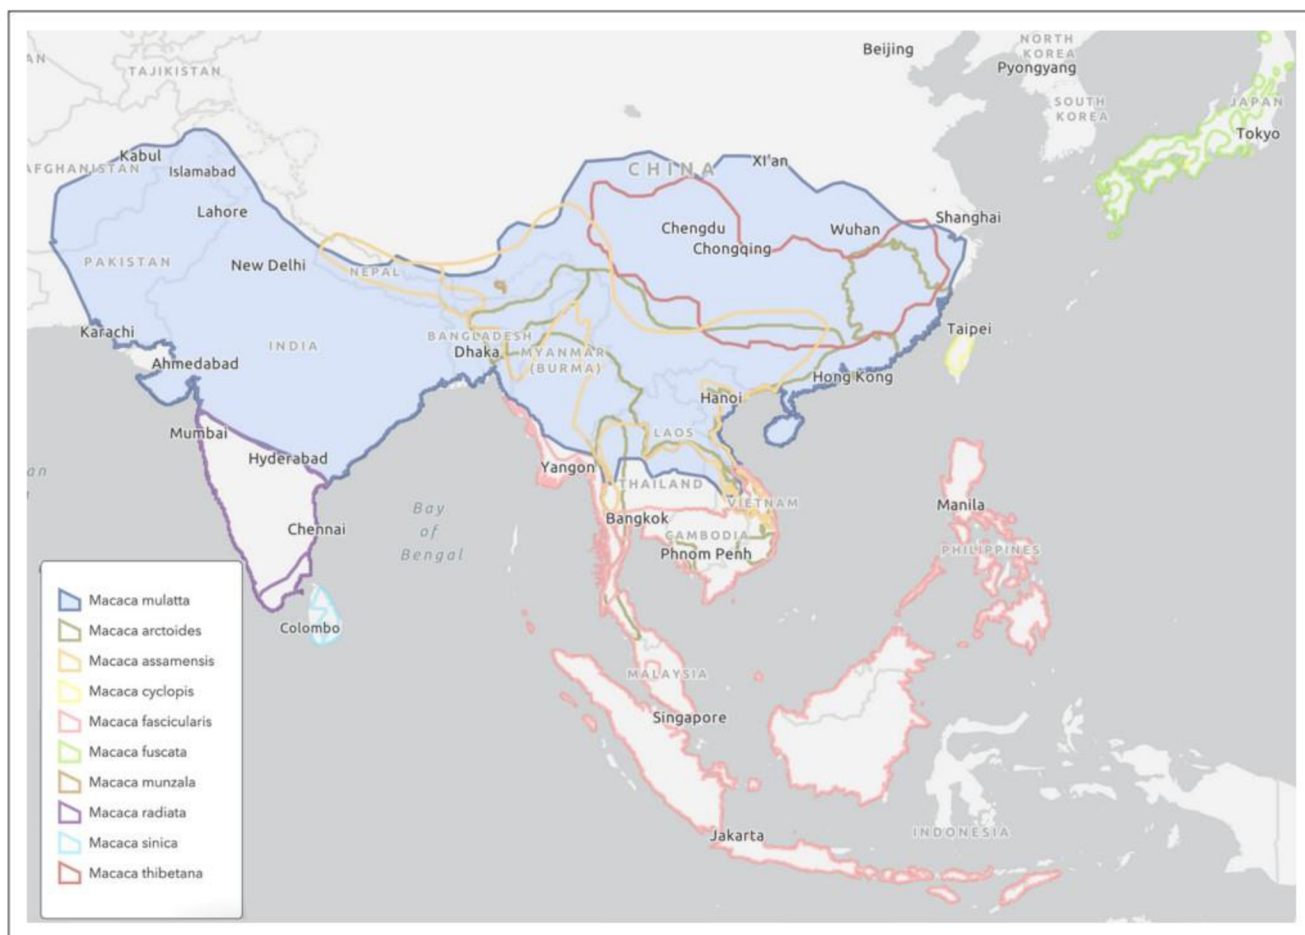 NORTH
KOREA
Beijing
Pyongyang
TAJIKISTAN
SOUTH
KOREA
JAPAN
Tokyo
Kabul
AFGHANISTAN
Islamabad
CHINA
XI'an
Lahore
Shanghai
Chengdu
Wuhan
Chongqing
PAKISTAN
New Delhi
NEPAL
Karachi
Taipei
INDIA
BANGLADESH
Dhaka
MYANMAR
(BURMA)
Ahmedabad
Hong Kong
Hanoi
Mumbai
LAOS
Hyderabad
Yangon
THAILAND
VIETNAM
Manila
Bay
of
Bengal
Chennai
Bangkok
CAMBODIA
Phnom Penh
PHILIPPINES
Colombo
MALAYSIA
Singapore
Jakarta
INDONESIA
Macaca mulatta
Macaca arctoides
Macaca assamensis
Macaca cyclopis
Macaca fascicularis
Macaca fuscata
Macaca munzala
Macaca radiata
Macaca sinica
Macaca thibetana